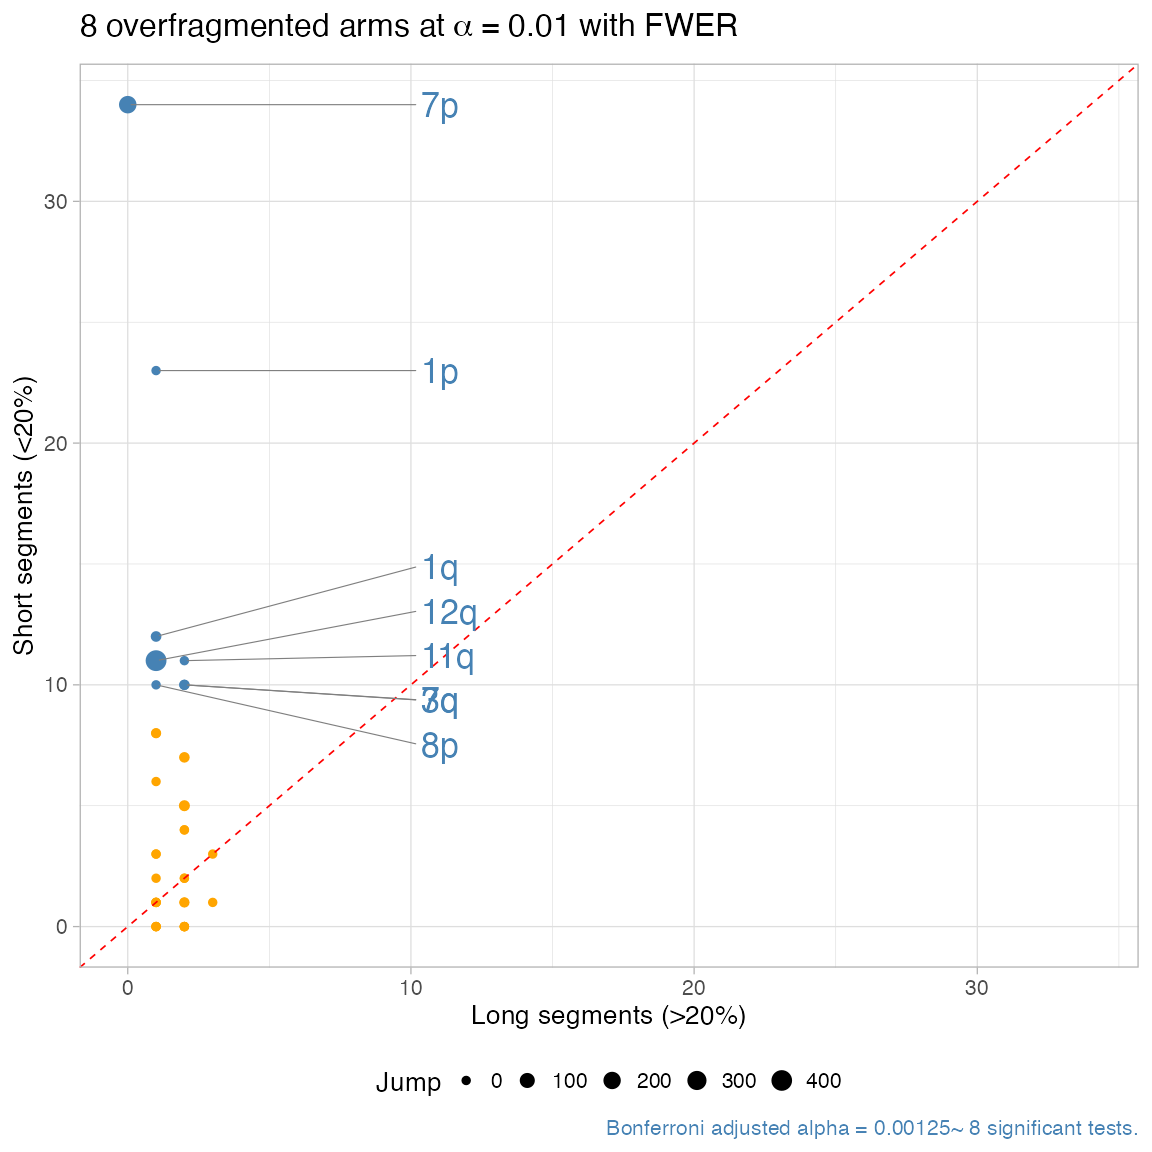 8 overfragmented arms at α = 0.01 with FWER
Short segments (<20%)
30
20
10
0
7p
1p
1q
12q
11q
8p
0
10
20
30
Long segments (>20%)
Jump
0
100
200
300
400
Bonferroni adjusted alpha = 0.00125~ 8 significant tests.